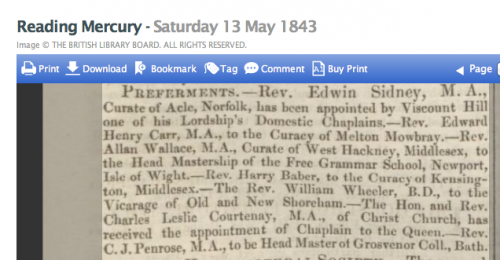 Reading Mercury - Saturday 13 May 1843
Image © THE BRITISH LIBRARY BOARD. ALL RIGHTS RESERVED.
Print Download Bookmark Tag Comment Buy Print Page
PREFERMENTS.—Rev. Edwin Sidney, M. A.,
Curate of Acle, Norfolk, has been appointed by Viscount Hill
one of his Lordship's Domestic Chaplains.—Rev. Edward
Henry Carr, M.A., to the Curacy of Melton Mowbray.—Rev.
Allan Wallace, M.A., Curate of West Hackney, Middlesex, to
the Head Mastership of the Free Grammar School, Newport,
Isle of Wight.—Rev. Harry Baber, to the Curacy of Kensing-
ton, Middlesex.—The Rev. William Wheeler, B.D., to the
Vicarage of Old and New Shoreham.—The Hon. and Rev.
Charles Leslie Courtenay, M.A., of Christ Church, has
received the appointment of Chaplain to the Queen.—Rev.
C. J. Penrose, M.A., to be Head Master of Grosvenor Coll., Bath.